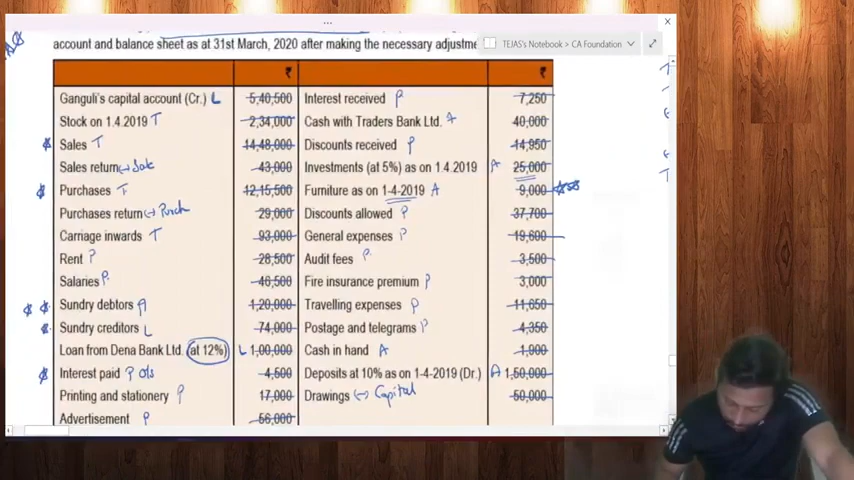 account and balance sheet as at 31st March, 2020 after making the necessary adjustme
TEJAS's Notebook > CA Foundation
₹ ₹
Ganguli's capital account (Cr.) L 5,40,500 Interest received P 7,250
Stock on 1.4.2019 T 2,34,000 Cash with Traders Bank Ltd. A 40,000
Sales T 14,48,000 Discounts received P 14,950
Sales return ↔ Sale 43,000 Investments (at 5%) as on 1.4.2019 A 25,000
Purchases T 12,15,500 Furniture as on 1-4-2019 A 9,000
Purchases return ↔ Purch 29,000 Discounts allowed P 37,700
Carriage inwards T 93,000 General expenses P 19,600
Rent P 28,500 Audit fees P 3,500
Salaries P 46,500 Fire insurance premium P 3,000
Sundry debtors A 1,20,000 Travelling expenses P 11,650
Sundry creditors L 74,000 Postage and telegrams P 4,350
Loan from Dena Bank Ltd. (at 12%) L 1,00,000 Cash in hand A 1,900
Interest paid P o/s 4,500 Deposits at 10% as on 1-4-2019 (Dr.) A 1,50,000
Printing and stationery P 17,000 Drawings ↔ Capital 50,000
Advertisement P 56,000